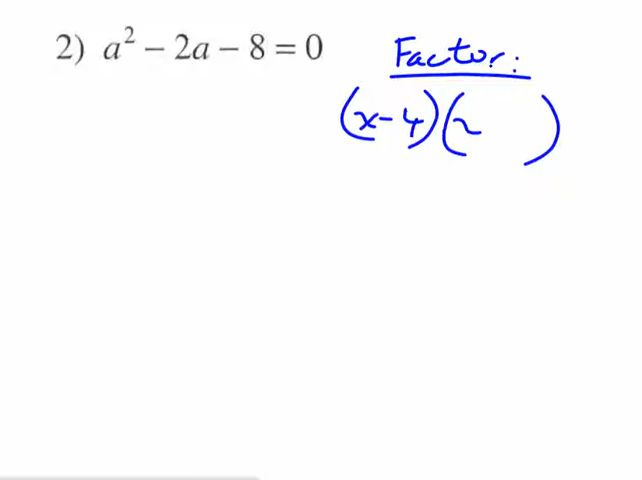 2) a² − 2a − 8 = 0
Factor:
(x-4)(
)